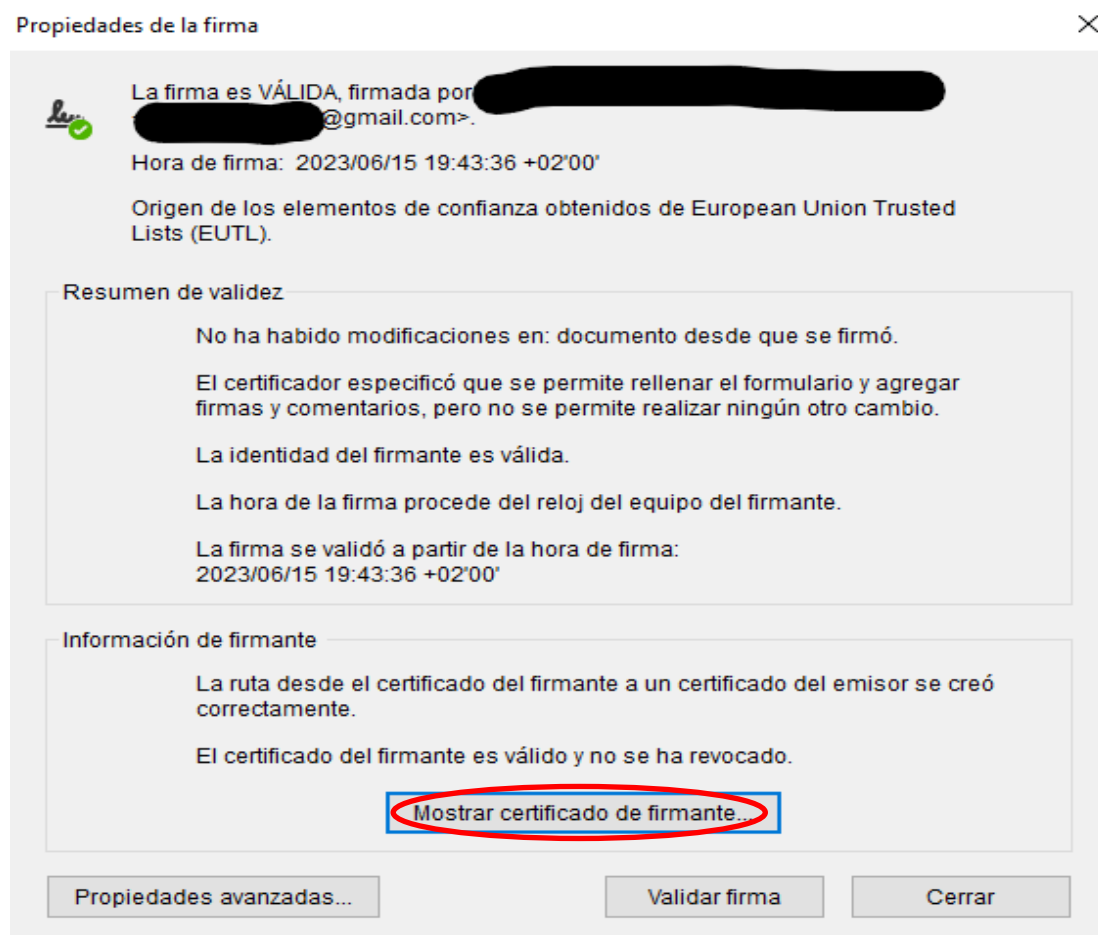 Propiedades de la firma
La firma es VÁLIDA, firmada por
@gmail.com>.
Hora de firma: 2023/06/15 19:43:36 +02'00'
Origen de los elementos de confianza obtenidos de European Union Trusted
Lists (EUTL).
Resumen de validez
No ha habido modificaciones en: documento desde que se firmó.
El certificador especificó que se permite rellenar el formulario y agregar
firmas y comentarios, pero no se permite realizar ningún otro cambio.
La identidad del firmante es válida.
La hora de la firma procede del reloj del equipo del firmante.
La firma se validó a partir de la hora de firma:
2023/06/15 19:43:36 +02'00'
Información de firmante
La ruta desde el certificado del firmante a un certificado del emisor se creó
correctamente.
El certificado del firmante es válido y no se ha revocado.
Mostrar certificado de firmante...
Propiedades avanzadas...
Validar firma
Cerrar